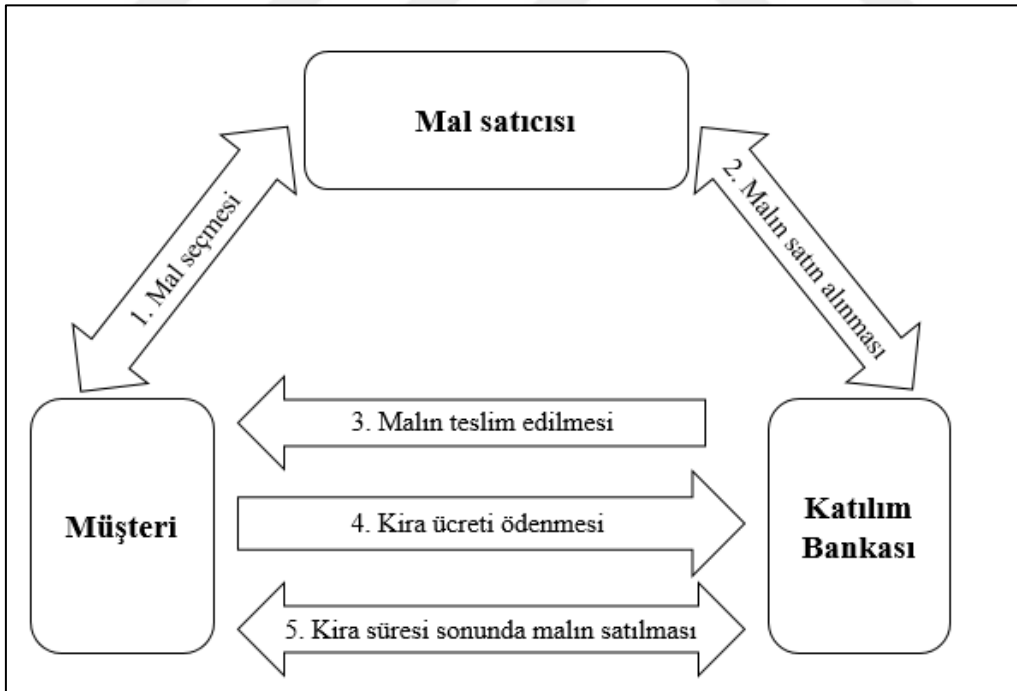 Mal satıcısı
1. Mal seçmesi
2. Malın satın alınması
3. Malın teslim edilmesi
Müşteri
4. Kira ücreti ödenmesi
Katılım
Bankası
5. Kira süresi sonunda malın satılması